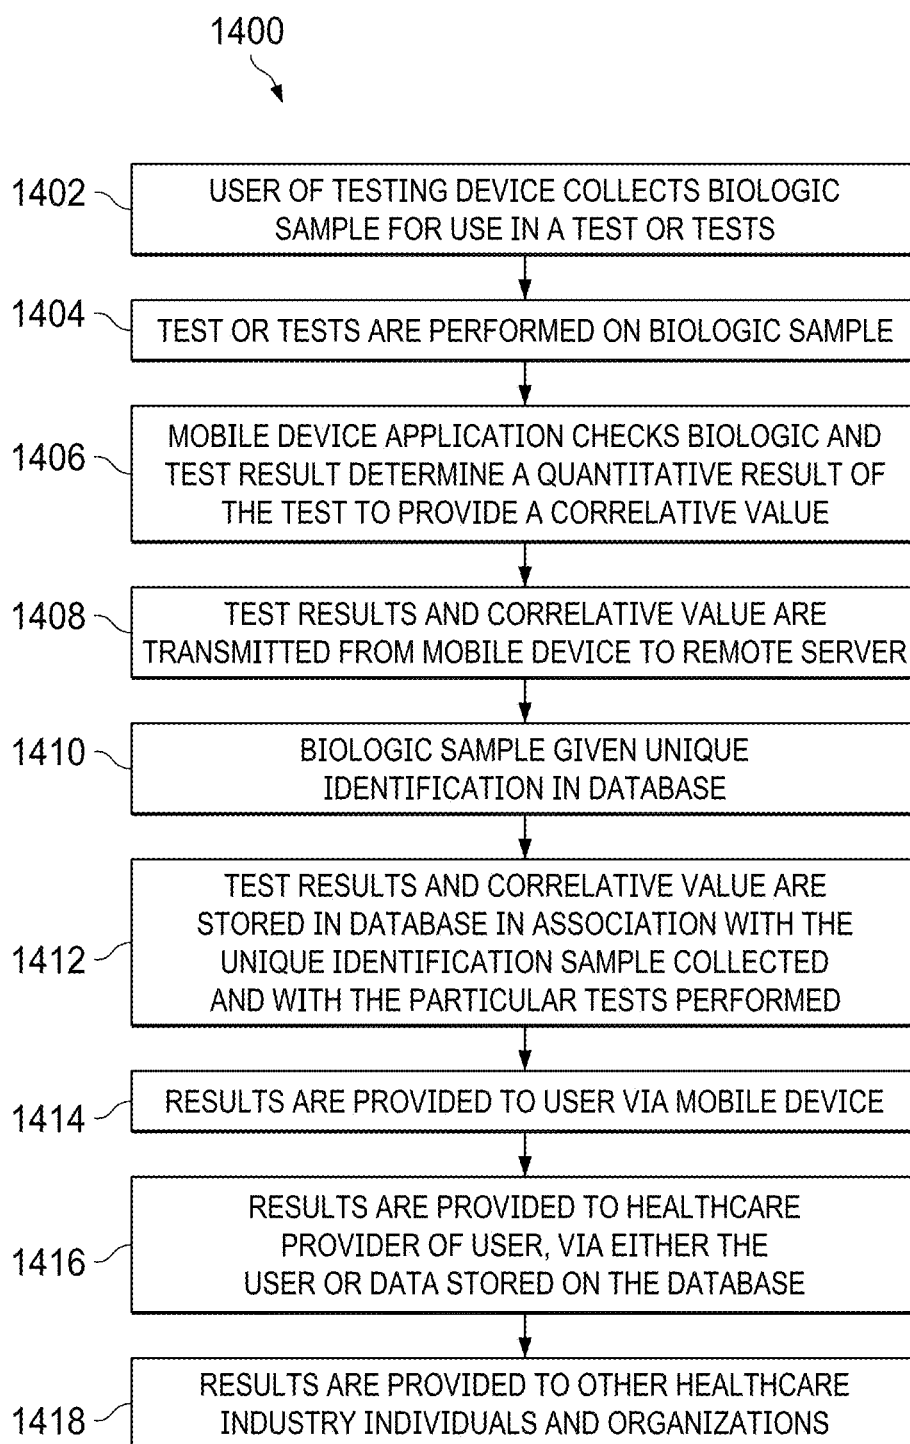 1400
1402
USER OF TESTING DEVICE COLLECTS BIOLOGIC
SAMPLE FOR USE IN A TEST OR TESTS
1404
TEST OR TESTS ARE PERFORMED ON BIOLOGIC SAMPLE
1406
MOBILE DEVICE APPLICATION CHECKS BIOLOGIC AND
TEST RESULT DETERMINE A QUANTITATIVE RESULT OF
THE TEST TO PROVIDE A CORRELATIVE VALUE
1408
TEST RESULTS AND CORRELATIVE VALUE ARE
TRANSMITTED FROM MOBILE DEVICE TO REMOTE SERVER
1410
BIOLOGIC SAMPLE GIVEN UNIQUE
IDENTIFICATION IN DATABASE
1412
TEST RESULTS AND CORRELATIVE VALUE ARE
STORED IN DATABASE IN ASSOCIATION WITH THE
UNIQUE IDENTIFICATION SAMPLE COLLECTED
AND WITH THE PARTICULAR TESTS PERFORMED
1414
RESULTS ARE PROVIDED TO USER VIA MOBILE DEVICE
1416
RESULTS ARE PROVIDED TO HEALTHCARE
PROVIDER OF USER, VIA EITHER THE
USER OR DATA STORED ON THE DATABASE
1418
RESULTS ARE PROVIDED TO OTHER HEALTHCARE
INDUSTRY INDIVIDUALS AND ORGANIZATIONS